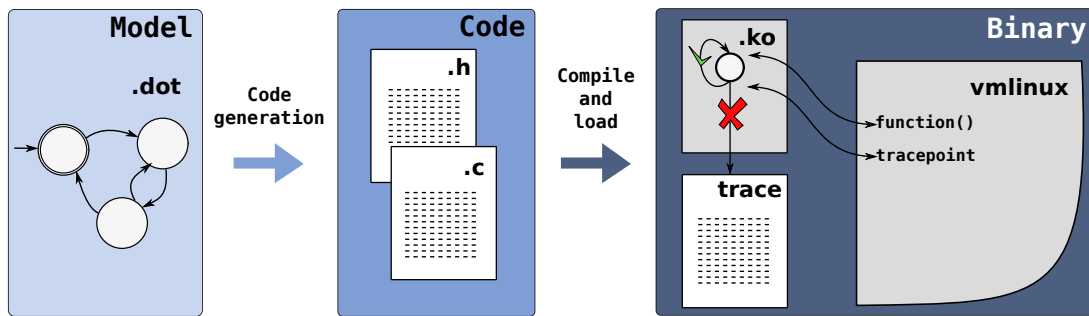 Model
.dot
Code
generation
Code
.h
.c
Compile
and
load
Binary
.ko
vmlinux
function()
tracepoint
trace